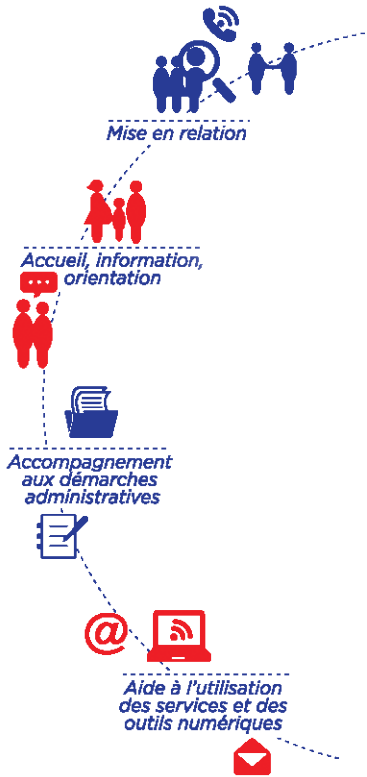 Mise en relation
Accueil, information,
orientation
Accompagnement
aux démarches
administratives
@
Aide à l'utilisation
des services et des
outils numériques